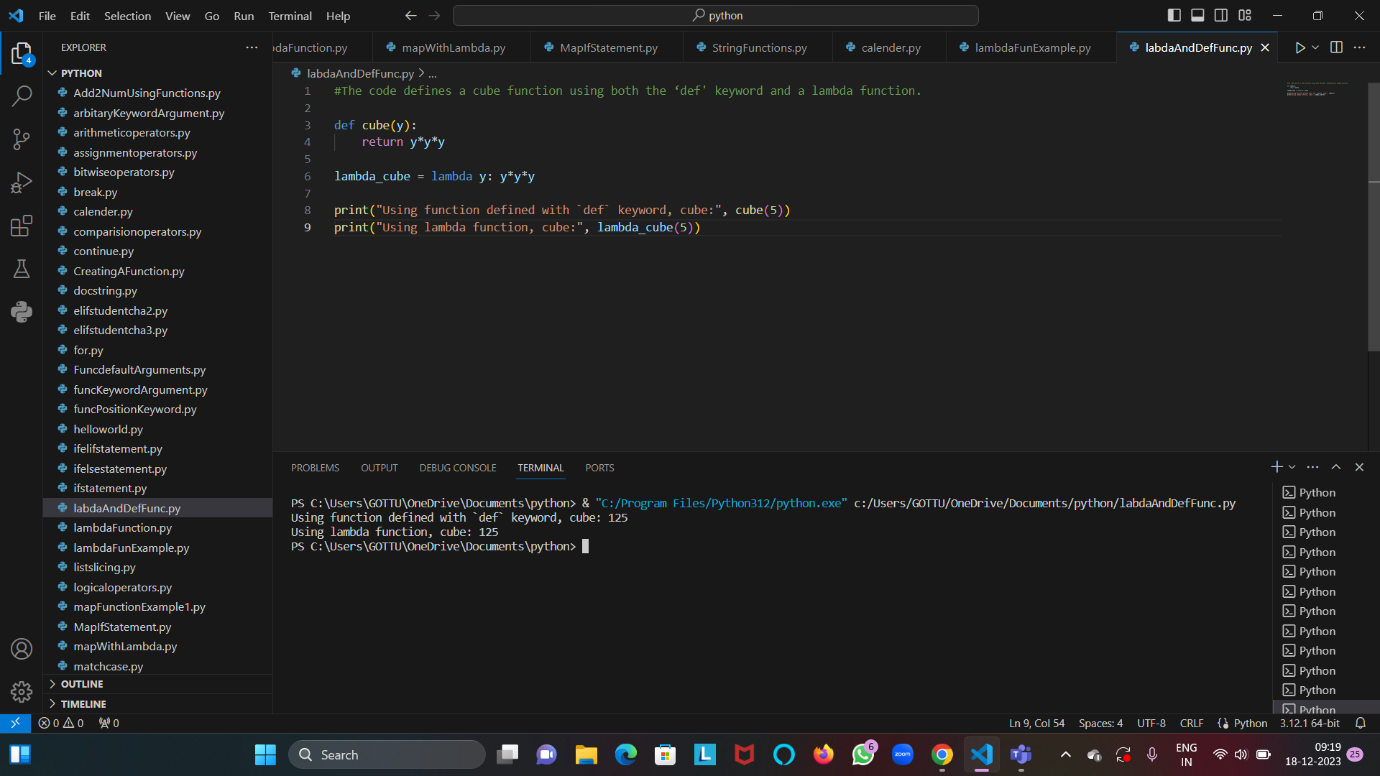 File Edit Selection View Go Run Terminal Help
python
EXPLORER
daFunction.py
mapWithLambda.py
MapIfStatement.py
StringFunctions.py
calender.py
lambdaFunExample.py
labdaAndDefFunc.py
PYTHON
4
Add2NumUsingFunctions.py
arbitaryKeywordArgument.py
arithmeticoperators.py
assignmentoperators.py
bitwiseoperators.py
break.py
calender.py
comparisionoperators.py
continue.py
CreatingAFunction.py
docstring.py
elifstudentcha2.py
elifstudentcha3.py
for.py
FuncdefaultArguments.py
funcKeywordArgument.py
funcPositionKeyword.py
helloworld.py
ifelifstatement.py
ifelsestatement.py
ifstatement.py
labdaAndDefFunc.py
lambdaFunction.py
lambdaFunExample.py
listslicing.py
logicaloperators.py
mapFunctionExample1.py
MapIfStatement.py
mapWithLambda.py
matchcase.py
OUTLINE
TIMELINE
labdaAndDefFunc.py > ...
1 #The code defines a cube function using both the ‘def' keyword and a lambda function.
2
3 def cube(y):
4     return y*y*y
5
6 lambda_cube = lambda y: y*y*y
7
8 print("Using function defined with `def` keyword, cube:", cube(5))
9 print("Using lambda function, cube:", lambda_cube(5))
PROBLEMS OUTPUT DEBUG CONSOLE TERMINAL PORTS
PS C:\Users\GOTTU\OneDrive\Documents\python> & "C:/Program Files/Python312/python.exe" c:/Users/GOTTU/OneDrive/Documents/python/labdaAndDefFunc.py
Using function defined with `def` keyword, cube: 125
Using lambda function, cube: 125
PS C:\Users\GOTTU\OneDrive\Documents\python>
Python
Python
Python
Python
Python
Python
Python
Python
Python
Python
Python
Python
0 0 0
Ln 9, Col 54 Spaces: 4 UTF-8 CRLF Python 3.12.1 64-bit
Search
L
6
zoom
ENG
IN
09:19
18-12-2023
25